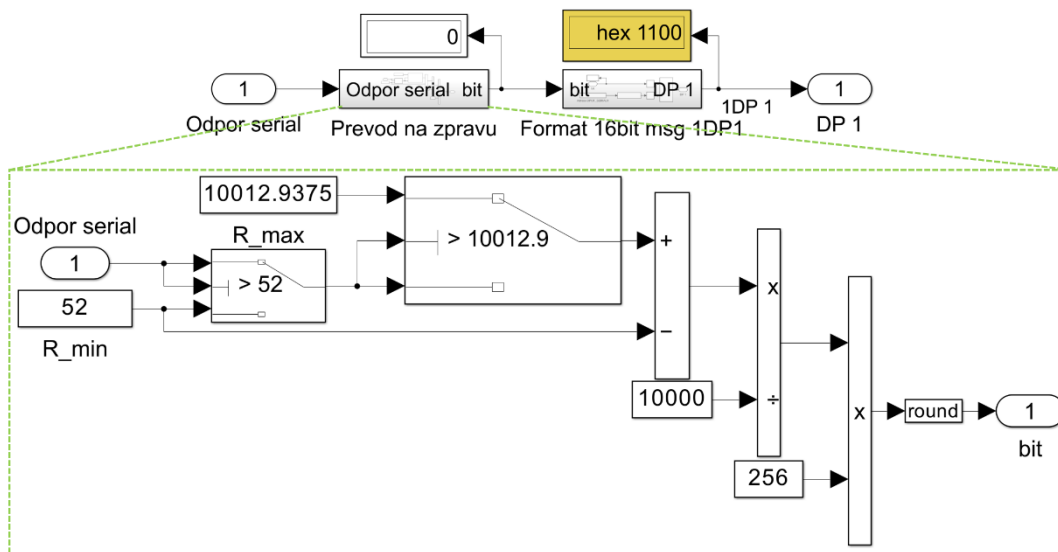 0
hex 1100
1
Odpor serial
Odpor serial bit
Prevod na zpravu
bit DP 1
Format 16bit msg 1DP1
1DP 1
1
DP 1
10012.9375
R_max
Odpor serial
1
> 52
> 10012.9
52
R_min
+
−
10000
x
÷
256
x
round
1
bit